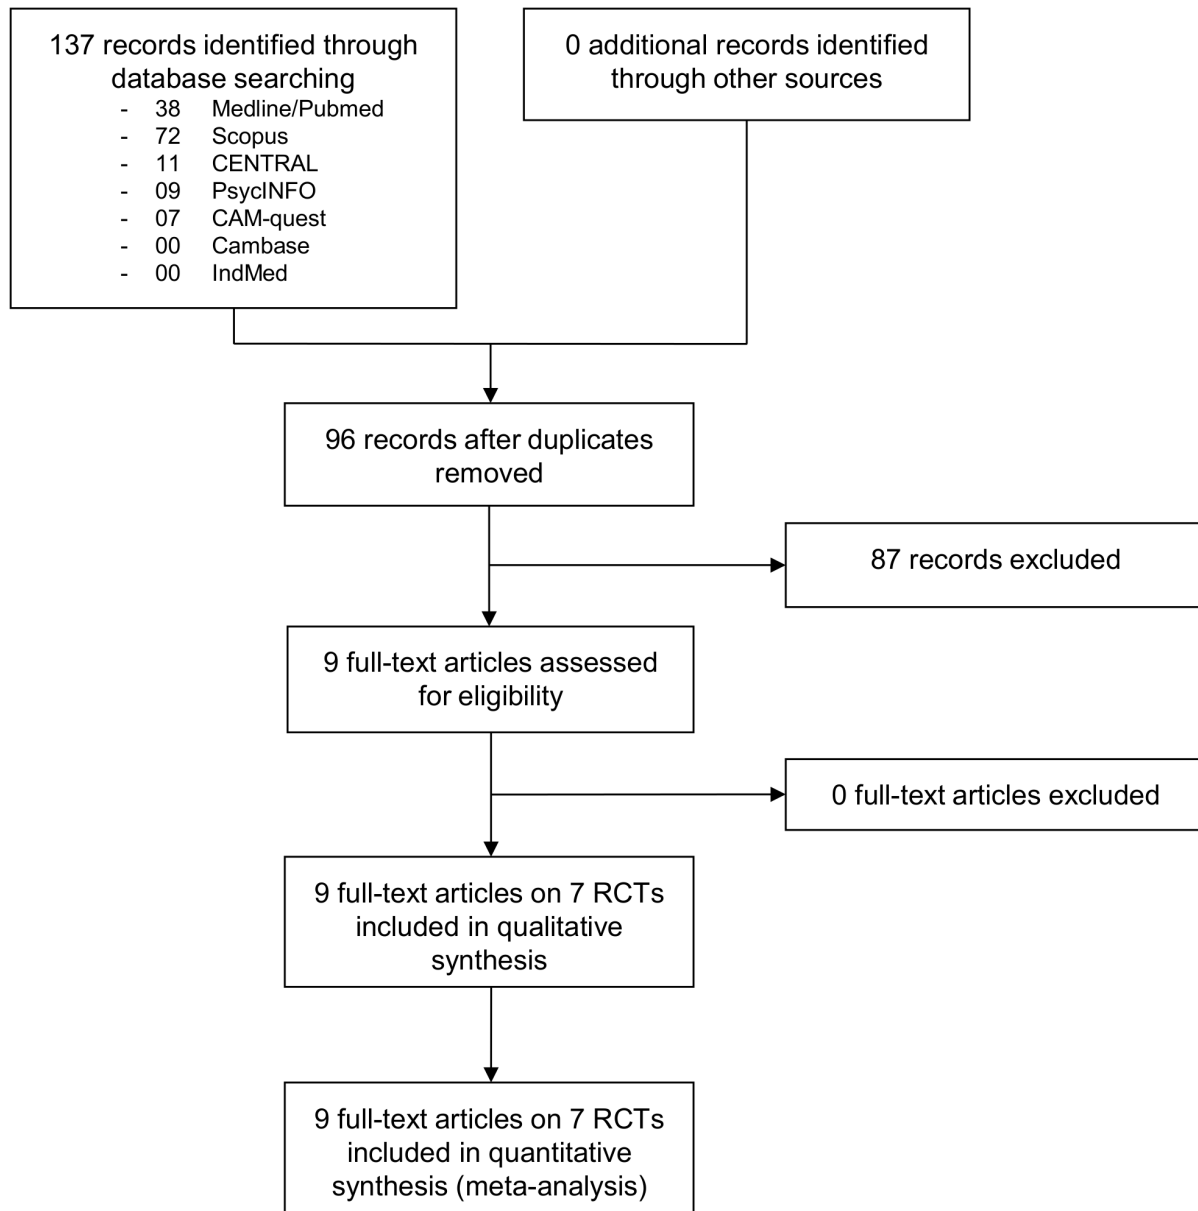 137 records identified through
database searching
- 38 Medline/Pubmed
- 72 Scopus
- 11 CENTRAL
- 09 PsycINFO
- 07 CAM-quest
- 00 Cambase
- 00 IndMed
0 additional records identified
through other sources
96 records after duplicates
removed
87 records excluded
9 full-text articles assessed
for eligibility
0 full-text articles excluded
9 full-text articles on 7 RCTs
included in qualitative
synthesis
9 full-text articles on 7 RCTs
included in quantitative
synthesis (meta-analysis)